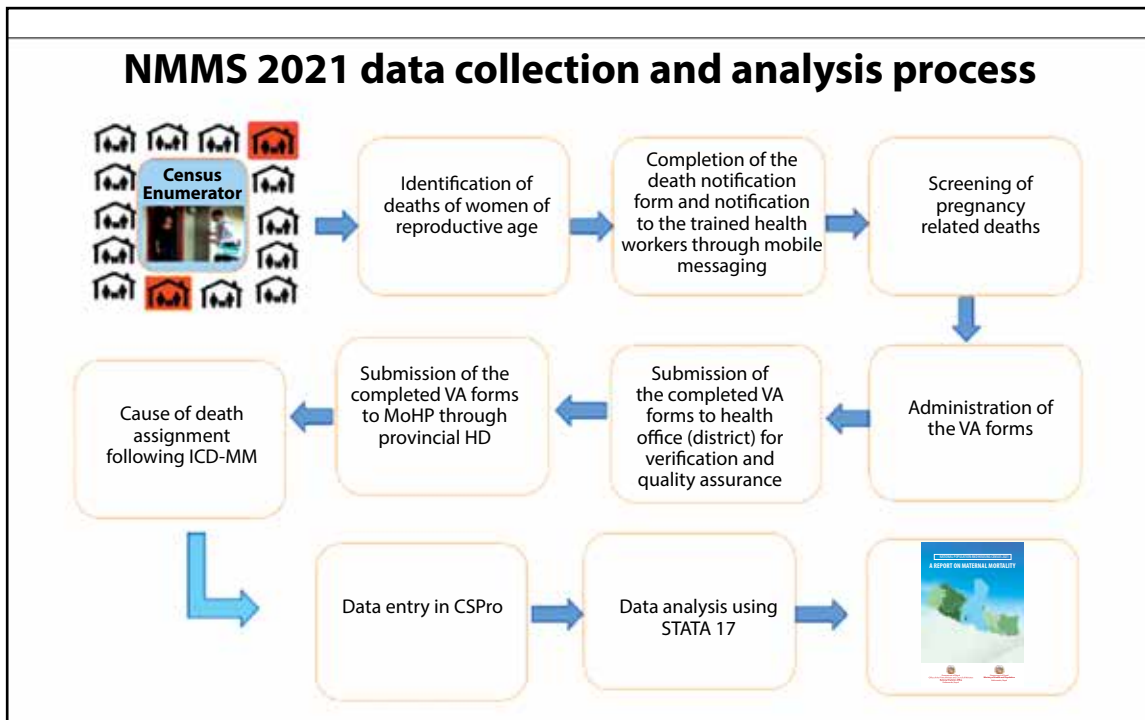 NMMS 2021 data collection and analysis process
Census
Enumerator
Identification of
deaths of women of
reproductive age
Completion of the
death notification
form and notification
to the trained health
workers through mobile
messaging
Screening of
pregnancy
related deaths
Administration of
the VA forms
Submission of
the completed VA
forms to health
office (district) for
verification and
quality assurance
Submission of the
completed VA forms
to MoHP through
provincial HD
Cause of death
assignment
following ICD-MM
Data entry in CSPro
Data analysis using
STATA 17
A REPORT ON MATERNAL MORTALITY